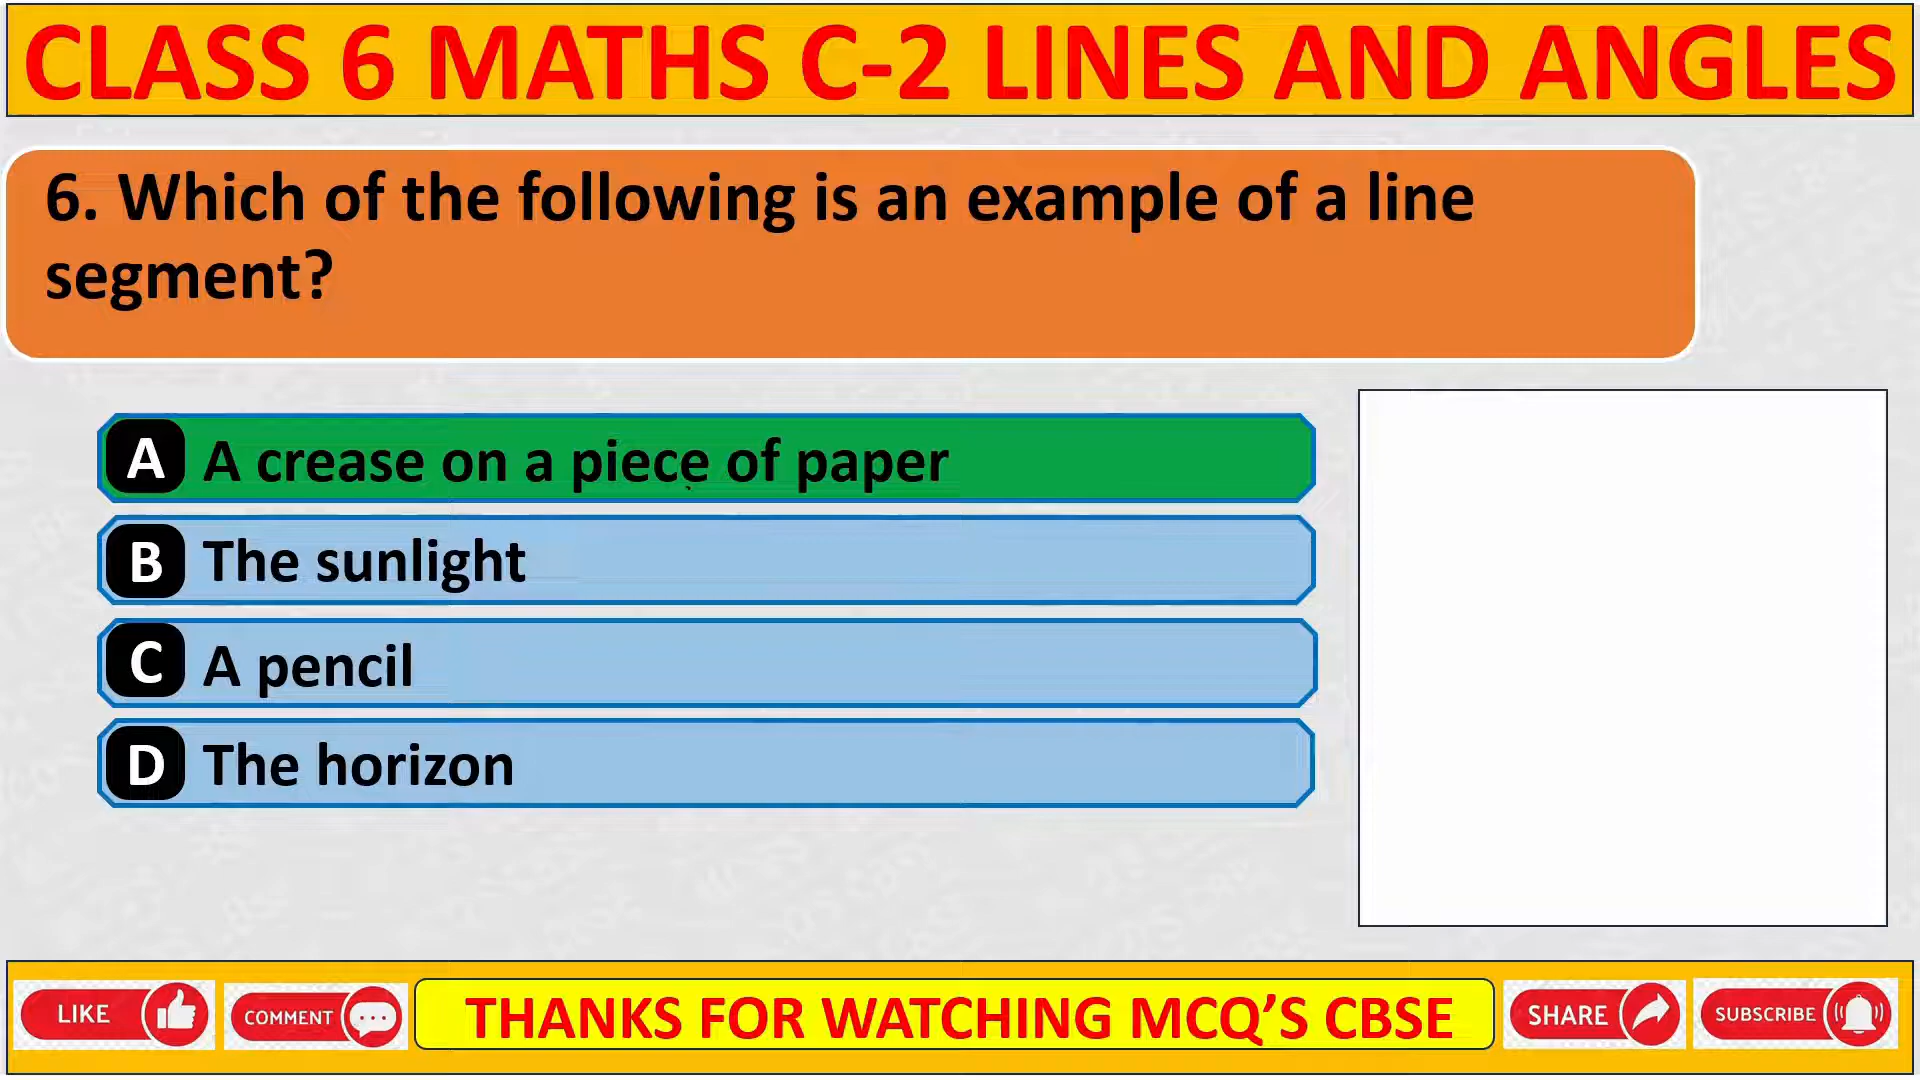 CLASS 6 MATHS C-2 LINES AND ANGLES
6. Which of the following is an example of a line
segment?
A A crease on a piece of paper
B The sunlight
C A pencil
D The horizon
LIKE COMMENT THANKS FOR WATCHING MCQ’S CBSE SHARE SUBSCRIBE